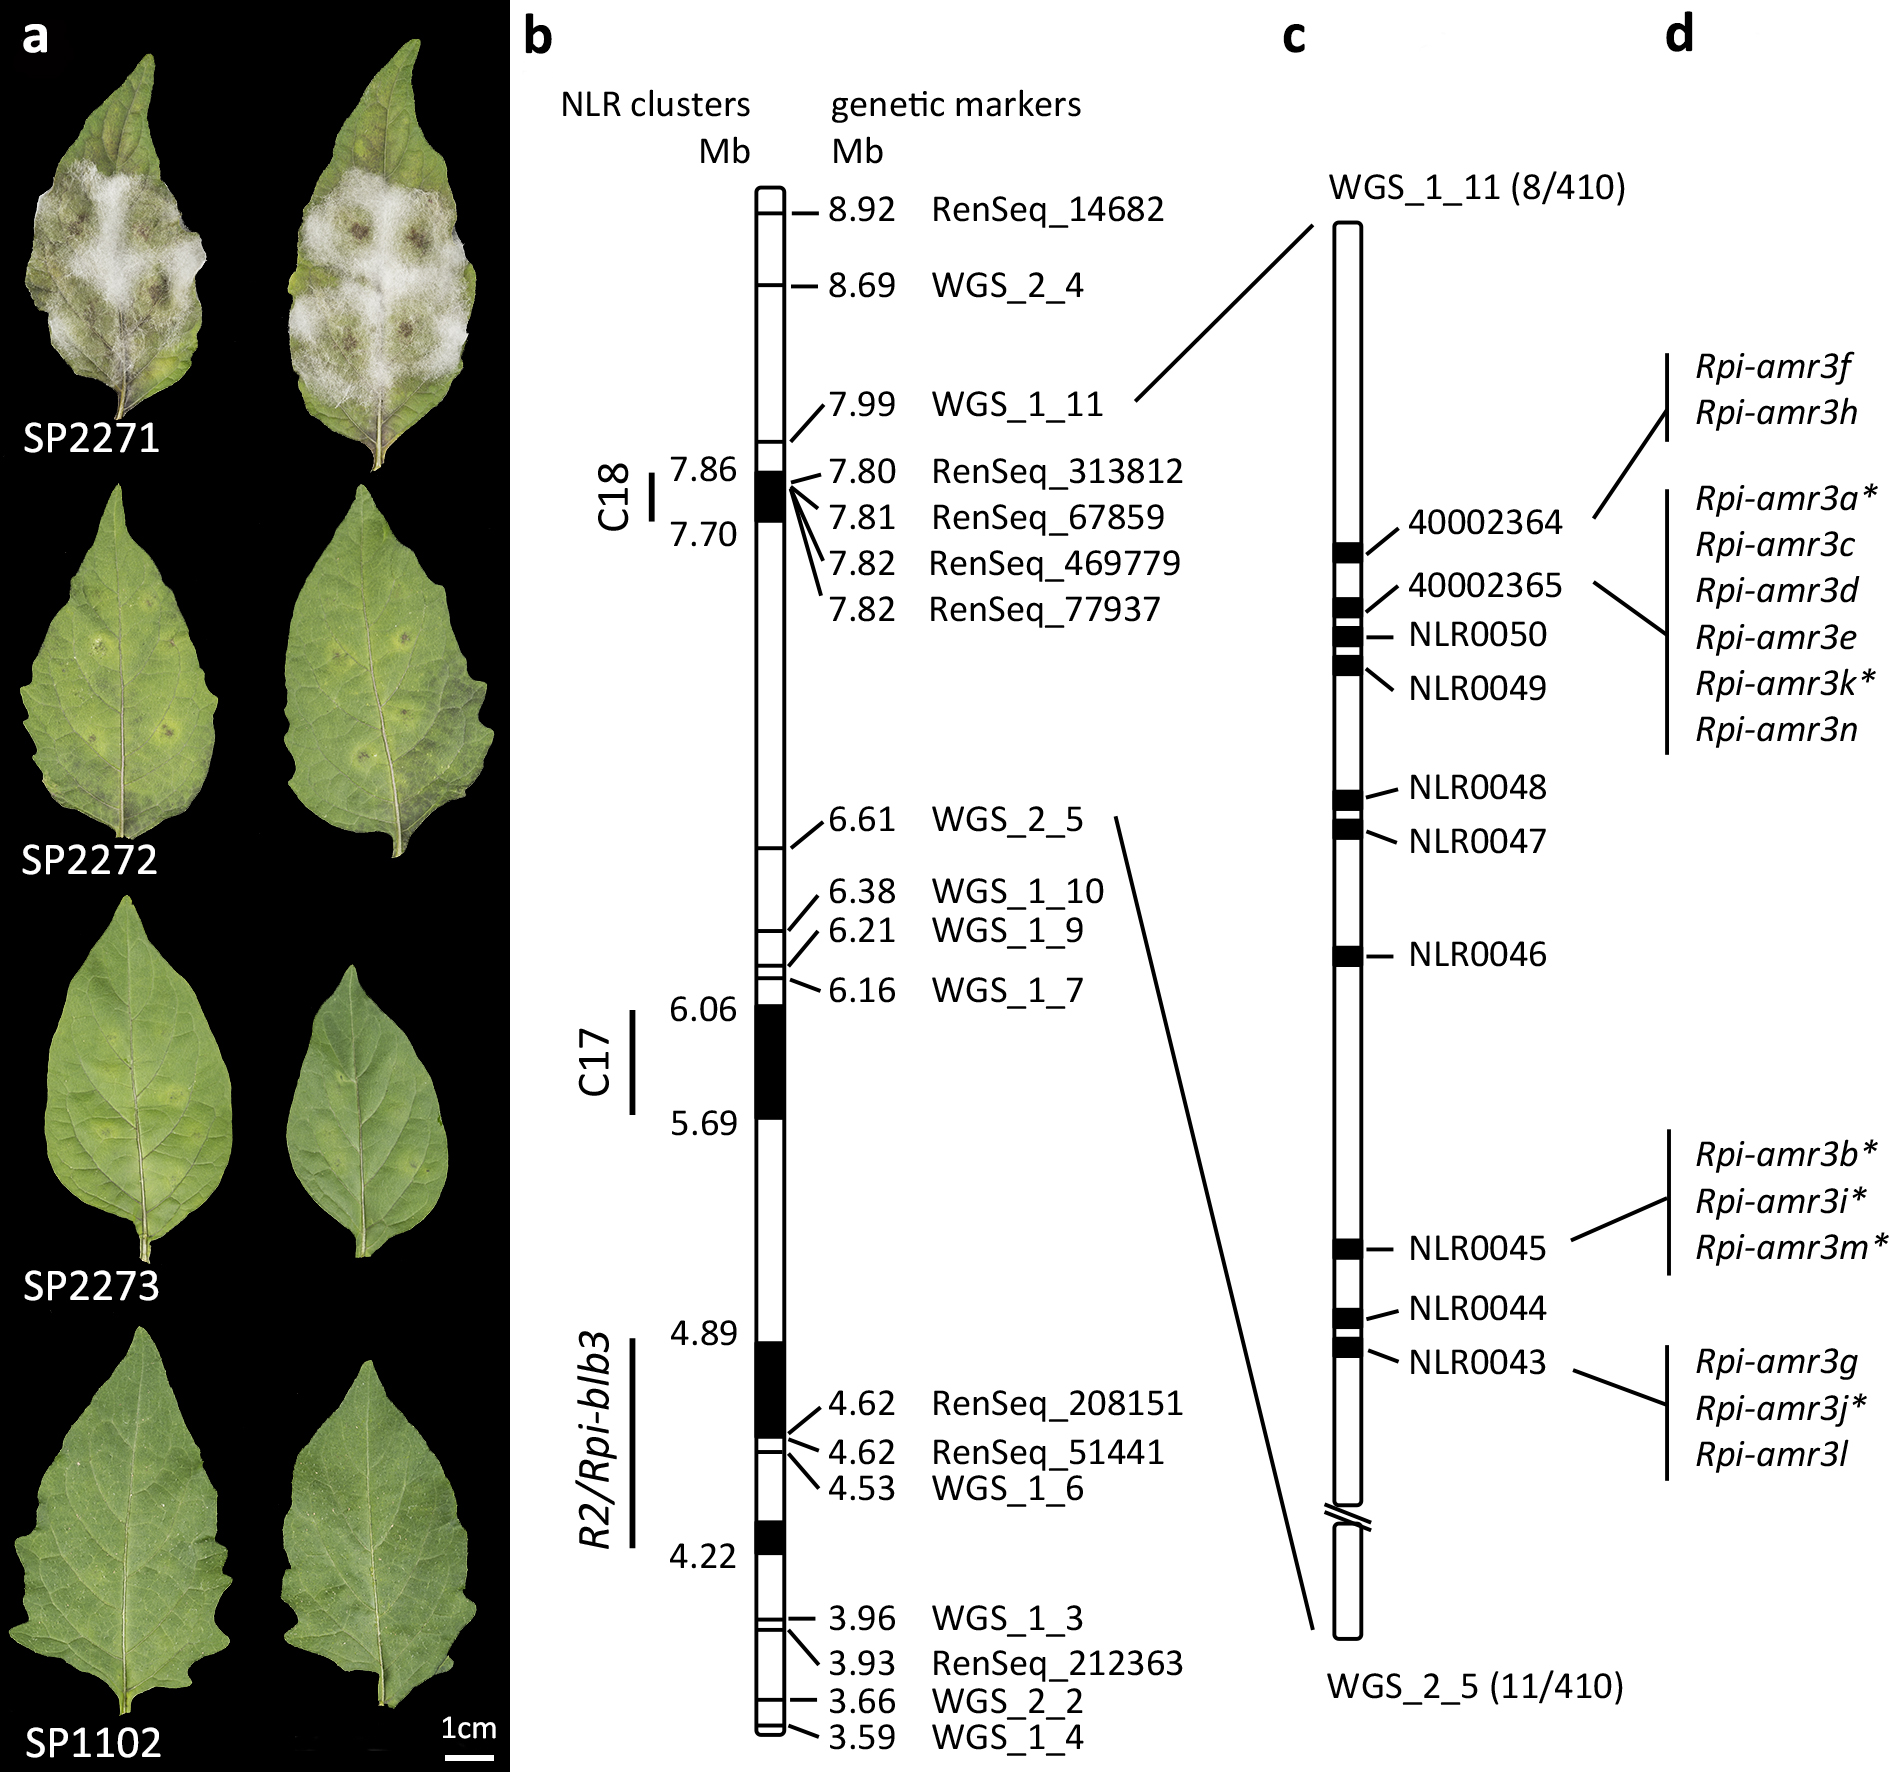 a
SP2271
SP2272
SP2273
SP1102
1cm
b
NLR clusters
Mb
genetic markers
Mb
8.92 RenSeq_14682
8.69 WGS_2_4
7.99 WGS_1_11
C18
7.86
7.70
7.80 RenSeq_313812
7.81 RenSeq_67859
7.82 RenSeq_469779
7.82 RenSeq_77937
6.61 WGS_2_5
6.38 WGS_1_10
6.21 WGS_1_9
6.16 WGS_1_7
C17
6.06
5.69
R2/Rpi-blb3
4.89
4.22
4.62 RenSeq_208151
4.62 RenSeq_51441
4.53 WGS_1_6
3.96 WGS_1_3
3.93 RenSeq_212363
3.66 WGS_2_2
3.59 WGS_1_4
c
WGS_1_11 (8/410)
40002364
40002365
NLR0050
NLR0049
NLR0048
NLR0047
NLR0046
NLR0045
NLR0044
NLR0043
WGS_2_5 (11/410)
d
Rpi-amr3f
Rpi-amr3h
Rpi-amr3a*
Rpi-amr3c
Rpi-amr3d
Rpi-amr3e
Rpi-amr3k*
Rpi-amr3n
Rpi-amr3b*
Rpi-amr3i*
Rpi-amr3m*
Rpi-amr3g
Rpi-amr3j*
Rpi-amr3l